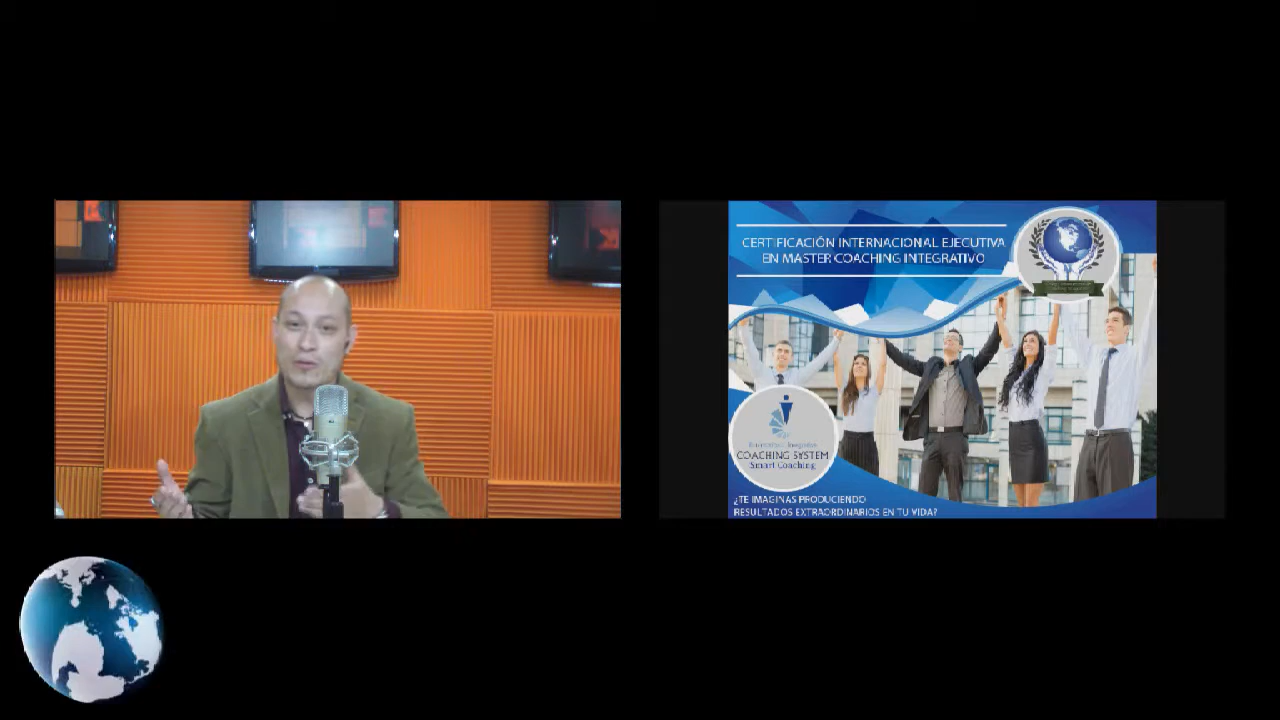 CERTIFICACIÓN INTERNACIONAL EJECUTIVA
EN MASTER COACHING INTEGRATIVO
COACHING SYSTEM
Smart Coaching
¿TE IMAGINAS PRODUCIENDO
RESULTADOS EXTRAORDINARIOS EN TU VIDA?